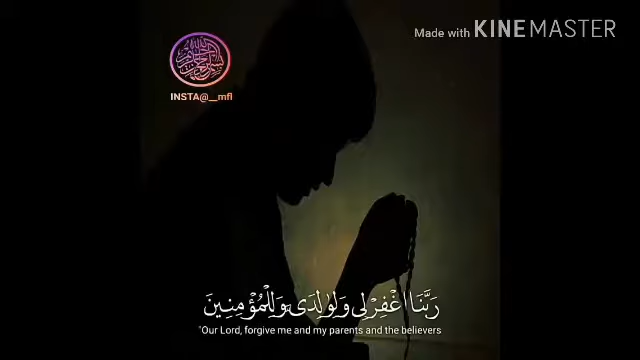 Made with KINEMASTER
INSTA@__mfl
رَبَّنَا اغْفِرْ لِي وَلِوَالِدَيَّ وَلِلْمُؤْمِنِينَ
"Our Lord, forgive me and my parents and the believers